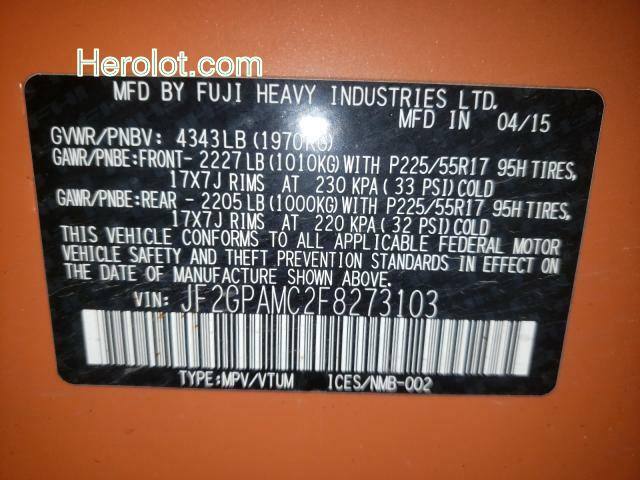 Herolot.com
MFD BY FUJI HEAVY INDUSTRIES LTD.
MFD IN 04/15
GVWR/PNBV: 4343LB (1970KG)
GAWR/PNBE:FRONT- 2227LB (1010KG) WITH P225/55R17 95H TIRES,
17X7J RIMS AT 230 KPA ( 33 PSI) COLD
GAWR/PNBE:REAR - 2205LB (1000KG) WITH P225/55R17 95H TIRES,
17X7J RIMS AT 220 KPA ( 32 PSI) COLD
THIS VEHICLE CONFORMS TO ALL APPLICABLE FEDERAL MOTOR
VEHICLE SAFETY AND THEFT PREVENTION STANDARDS IN EFFECT ON
THE DATE OF MANUFACTURE SHOWN ABOVE.
VIN: JF2GPAMC2F8273103
TYPE:MPV/VTUM ICES/NMB-002